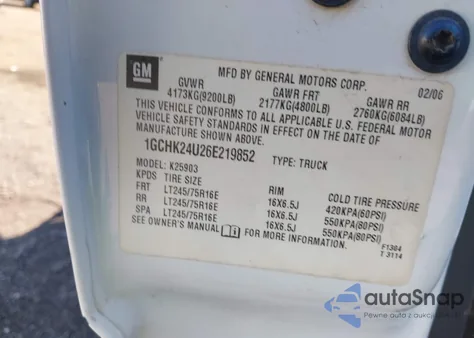 GM
MFD BY GENERAL MOTORS CORP. 02/06
GVWR GAWR FRT GAWR RR
4173KG(9200LB) 2177KG(4800LB) 2760KG(6084LB)
THIS VEHICLE CONFORMS TO ALL APPLICABLE U.S. FEDERAL MOTOR
VEHICLE SAFETY STANDARDS IN EFFECT ON THE DATE OF
MANUFACTURE SHOWN ABOVE.
1GCHK24U26E219852 TYPE: TRUCK
MODEL: K25903
KPDS TIRE SIZE RIM COLD TIRE PRESSURE
FRT LT245/75R16E 16X6.5J 420KPA(60PSI)
RR LT245/75R16E 16X6.5J 550KPA(80PSI)
SPA LT245/75R16E 16X6.5J 550KPA(80PSI)
SEE OWNER'S MANUAL FOR MORE INFORMATION.
F1364
T 3114
autoSnap
Pewne auto z aukcji